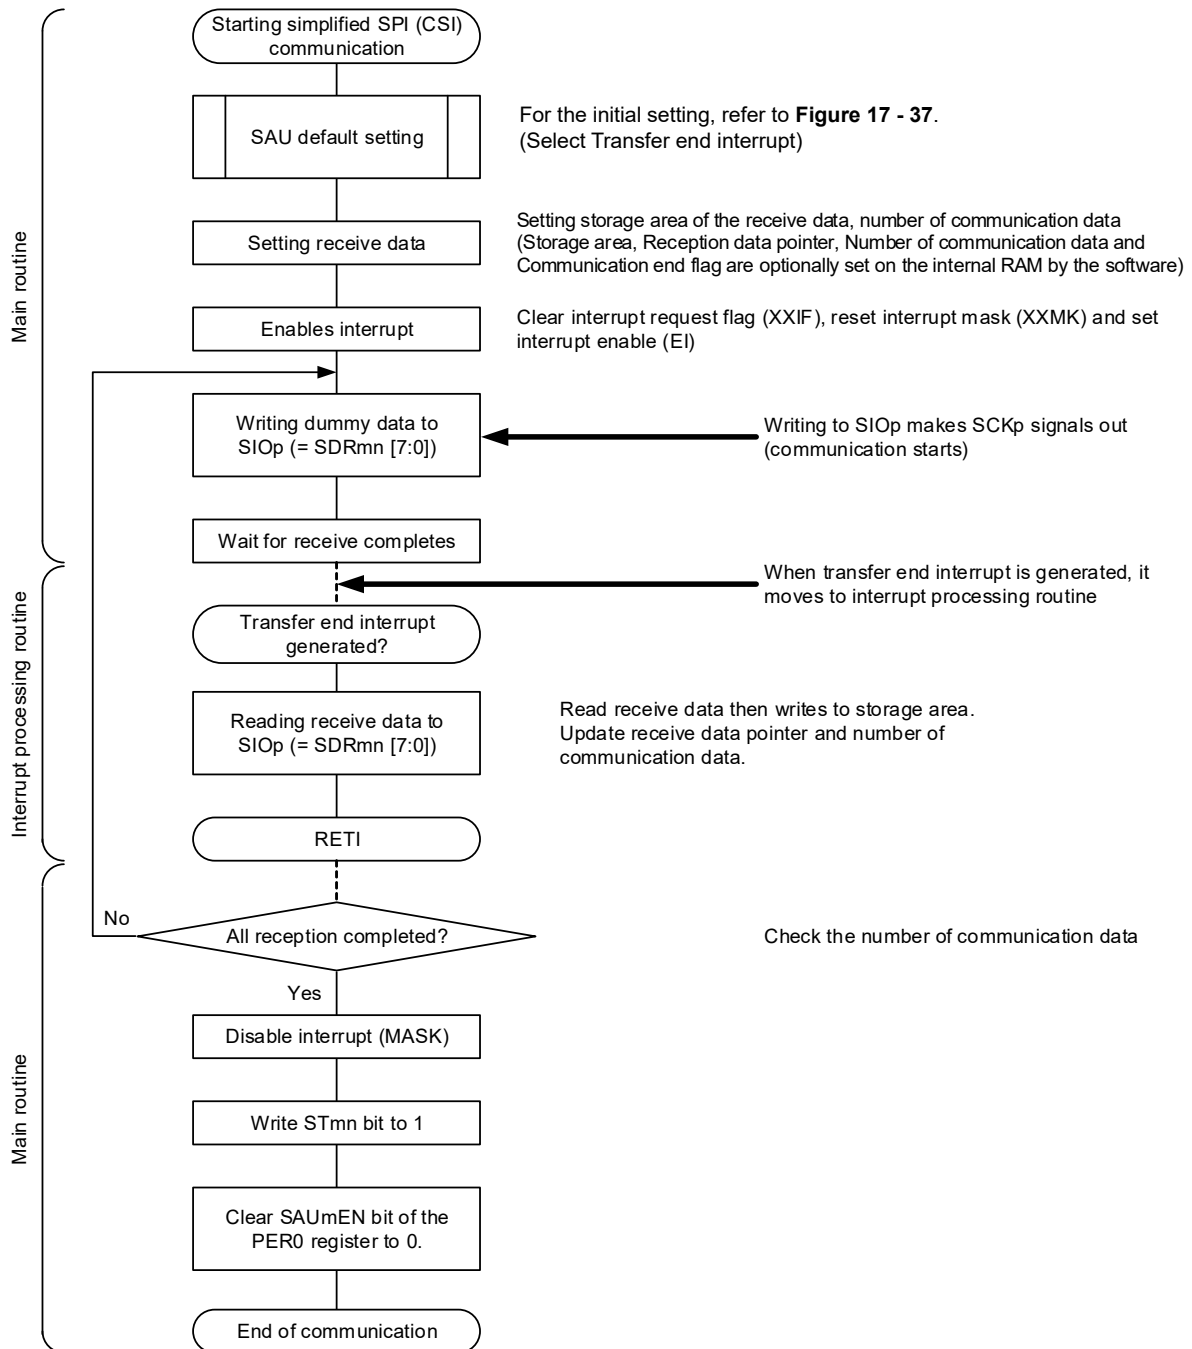 Starting simplified SPI (CSI)
communication
SAU default setting
For the initial setting, refer to Figure 17 - 37.
(Select Transfer end interrupt)
Main routine
Setting receive data
Setting storage area of the receive data, number of communication data
(Storage area, Reception data pointer, Number of communication data and
Communication end flag are optionally set on the internal RAM by the software)
Enables interrupt
Clear interrupt request flag (XXIF), reset interrupt mask (XXMK) and set
interrupt enable (EI)
Writing dummy data to
SIOp (= SDRmn [7:0])
Writing to SIOp makes SCKp signals out
(communication starts)
Wait for receive completes
When transfer end interrupt is generated, it
moves to interrupt processing routine
Interrupt processing routine
Transfer end interrupt
generated?
Reading receive data to
SIOp (= SDRmn [7:0])
Read receive data then writes to storage area.
Update receive data pointer and number of
communication data.
RETI
No
All reception completed?
Check the number of communication data
Yes
Main routine
Disable interrupt (MASK)
Write STmn bit to 1
Clear SAUmEN bit of the
PER0 register to 0.
End of communication